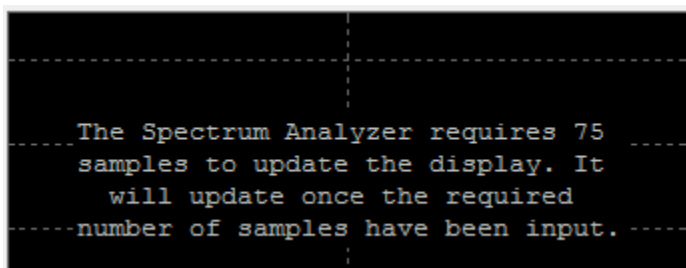 The Spectrum Analyzer requires 75
samples to update the display. It
will update once the required
number of samples have been input.